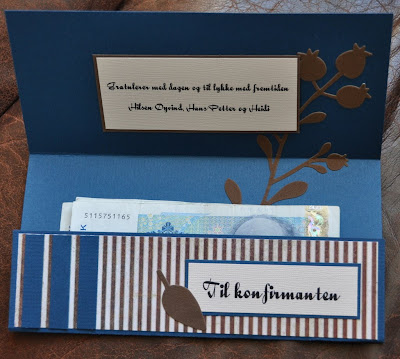 Gratulerer med dagen og til lykke med fremtiden
Hilsen Øyvind, Hans Petter og Heidi
5115751165
Til konfirmanten